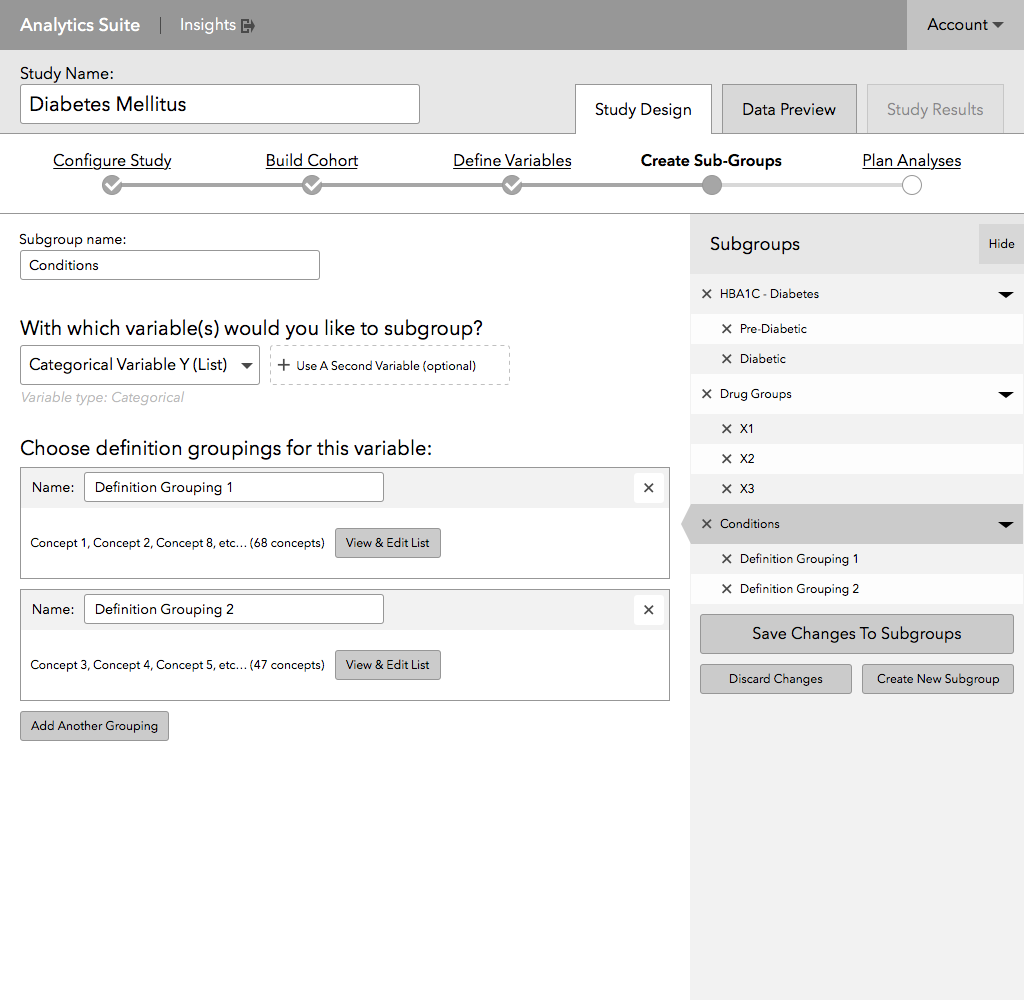 Analytics Suite | Insights Account
Study Name:
Diabetes Mellitus
Study Design Data Preview Study Results
Configure Study Build Cohort Define Variables Create Sub-Groups Plan Analyses
Subgroup name:
Conditions
With which variable(s) would you like to subgroup?
Categorical Variable Y (List) + Use A Second Variable (optional)
Variable type: Categorical
Choose definition groupings for this variable:
Name: Definition Grouping 1
Concept 1, Concept 2, Concept 8, etc... (68 concepts) View & Edit List
Name: Definition Grouping 2
Concept 3, Concept 4, Concept 5, etc... (47 concepts) View & Edit List
Add Another Grouping
Subgroups Hide
HBA1C - Diabetes
Pre-Diabetic
Diabetic
Drug Groups
X1
X2
X3
Conditions
Definition Grouping 1
Definition Grouping 2
Save Changes To Subgroups
Discard Changes Create New Subgroup